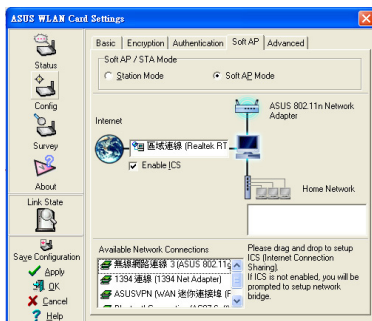 ASUS WLAN Card Settings
Basic
Encryption
Authentication
Soft AP
Advanced
Status
Config
Survey
About
Link State
Save Configuration
Apply
OK
Cancel
Help
Soft AP / STA Mode
Station Mode
Soft AP Mode
Internet
ASUS 802.11n Network
Adapter
區域連線 (Realtek RT
Enable ICS
Home Network
Available Network Connections
無線網路連線 3 (ASUS 802.11g
1394 連線 (1394 Net Adapter)
ASUSVPN (WAN 迷你連接埠 (F
Please drag and drop to setup
ICS (Internet Connection
Sharing).
If ICS is not enabled, you will be
prompted to setup network
bridge.